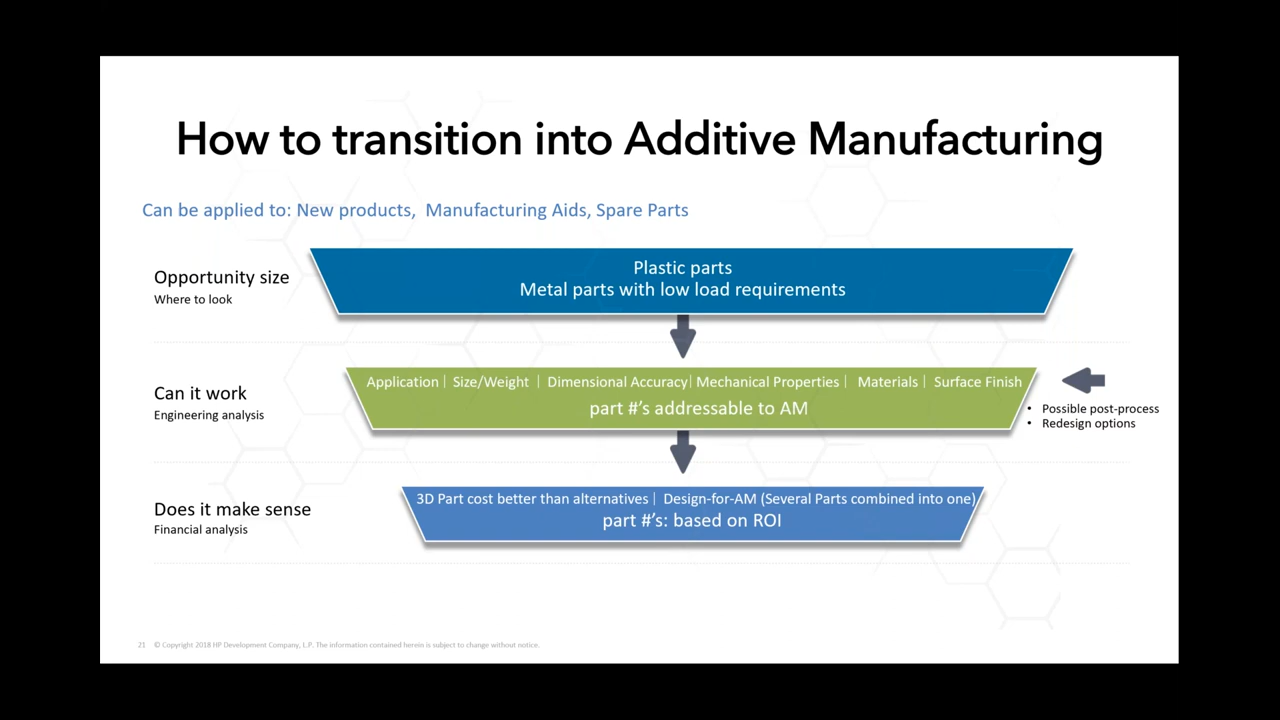 How to transition into Additive Manufacturing
Can be applied to: New products,  Manufacturing Aids, Spare Parts
Opportunity size
Where to look
Plastic parts
Metal parts with low load requirements
Can it work
Engineering analysis
Application | Size/Weight | Dimensional Accuracy | Mechanical Properties | Materials | Surface Finish
part #'s addressable to AM
• Possible post-process
• Redesign options
Does it make sense
Financial analysis
3D Part cost better than alternatives | Design-for-AM (Several Parts combined into one)
part #'s: based on ROI
21 © Copyright 2018 HP Development Company, L.P. The information contained herein is subject to change without notice.